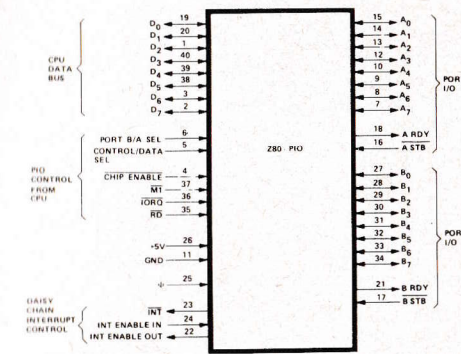 CPU
DATA
BUS
D0 19
D1 20
D2 1
D3 40
D4 39
D5 38
D6 3
D7 2
PORT B/A SEL 6
CONTROL/DATA 5
SEL
PIO
CONTROL
FROM
CPU
CHIP ENABLE 4
M1 37
IORQ 36
RD 35
+5V 26
GND 11
Φ 25
DAISY
CHAIN
INTERRUPT
CONTROL
INT 23
INT ENABLE IN 24
INT ENABLE OUT 22
Z80-PIO
15 A0
14 A1
13 A2
12 A3
10 A4
9 A5
8 A6
7 A7
POR
I/O
18 A RDY
16 A STB
27 B0
28 B1
29 B2
30 B3
31 B4
32 B5
33 B6
34 B7
POR
I/O
21 B RDY
17 B STB